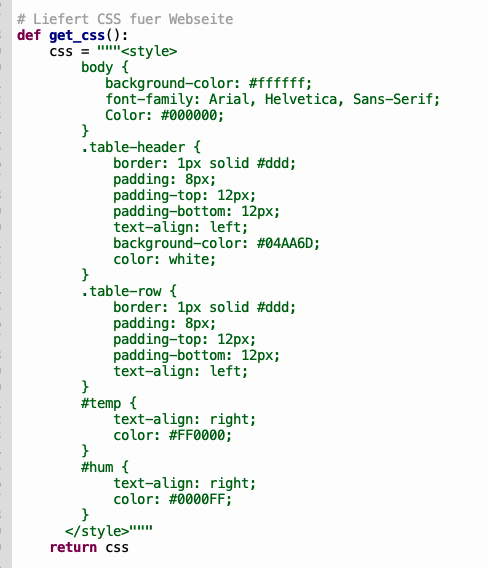 # Liefert CSS fuer Webseite
def get_css():
    css = """<style>
        body {
           background-color: #ffffff;
           font-family: Arial, Helvetica, Sans-Serif;
           Color: #000000;
        }
        .table-header {
            border: 1px solid #ddd;
            padding: 8px;
            padding-top: 12px;
            padding-bottom: 12px;
            text-align: left;
            background-color: #04AA6D;
            color: white;
        }
        .table-row {
            border: 1px solid #ddd;
            padding: 8px;
            padding-top: 12px;
            padding-bottom: 12px;
            text-align: left;
        }
        #temp {
            text-align: right;
            color: #FF0000;
        }
        #hum {
            text-align: right;
            color: #0000FF;
        }
      </style>"""
    return css